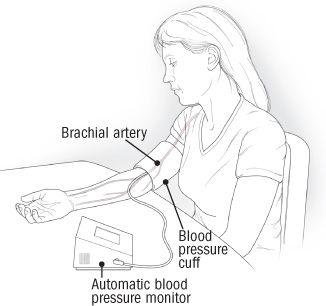 Brachial artery
Blood
pressure
cuff
Automatic blood
pressure monitor